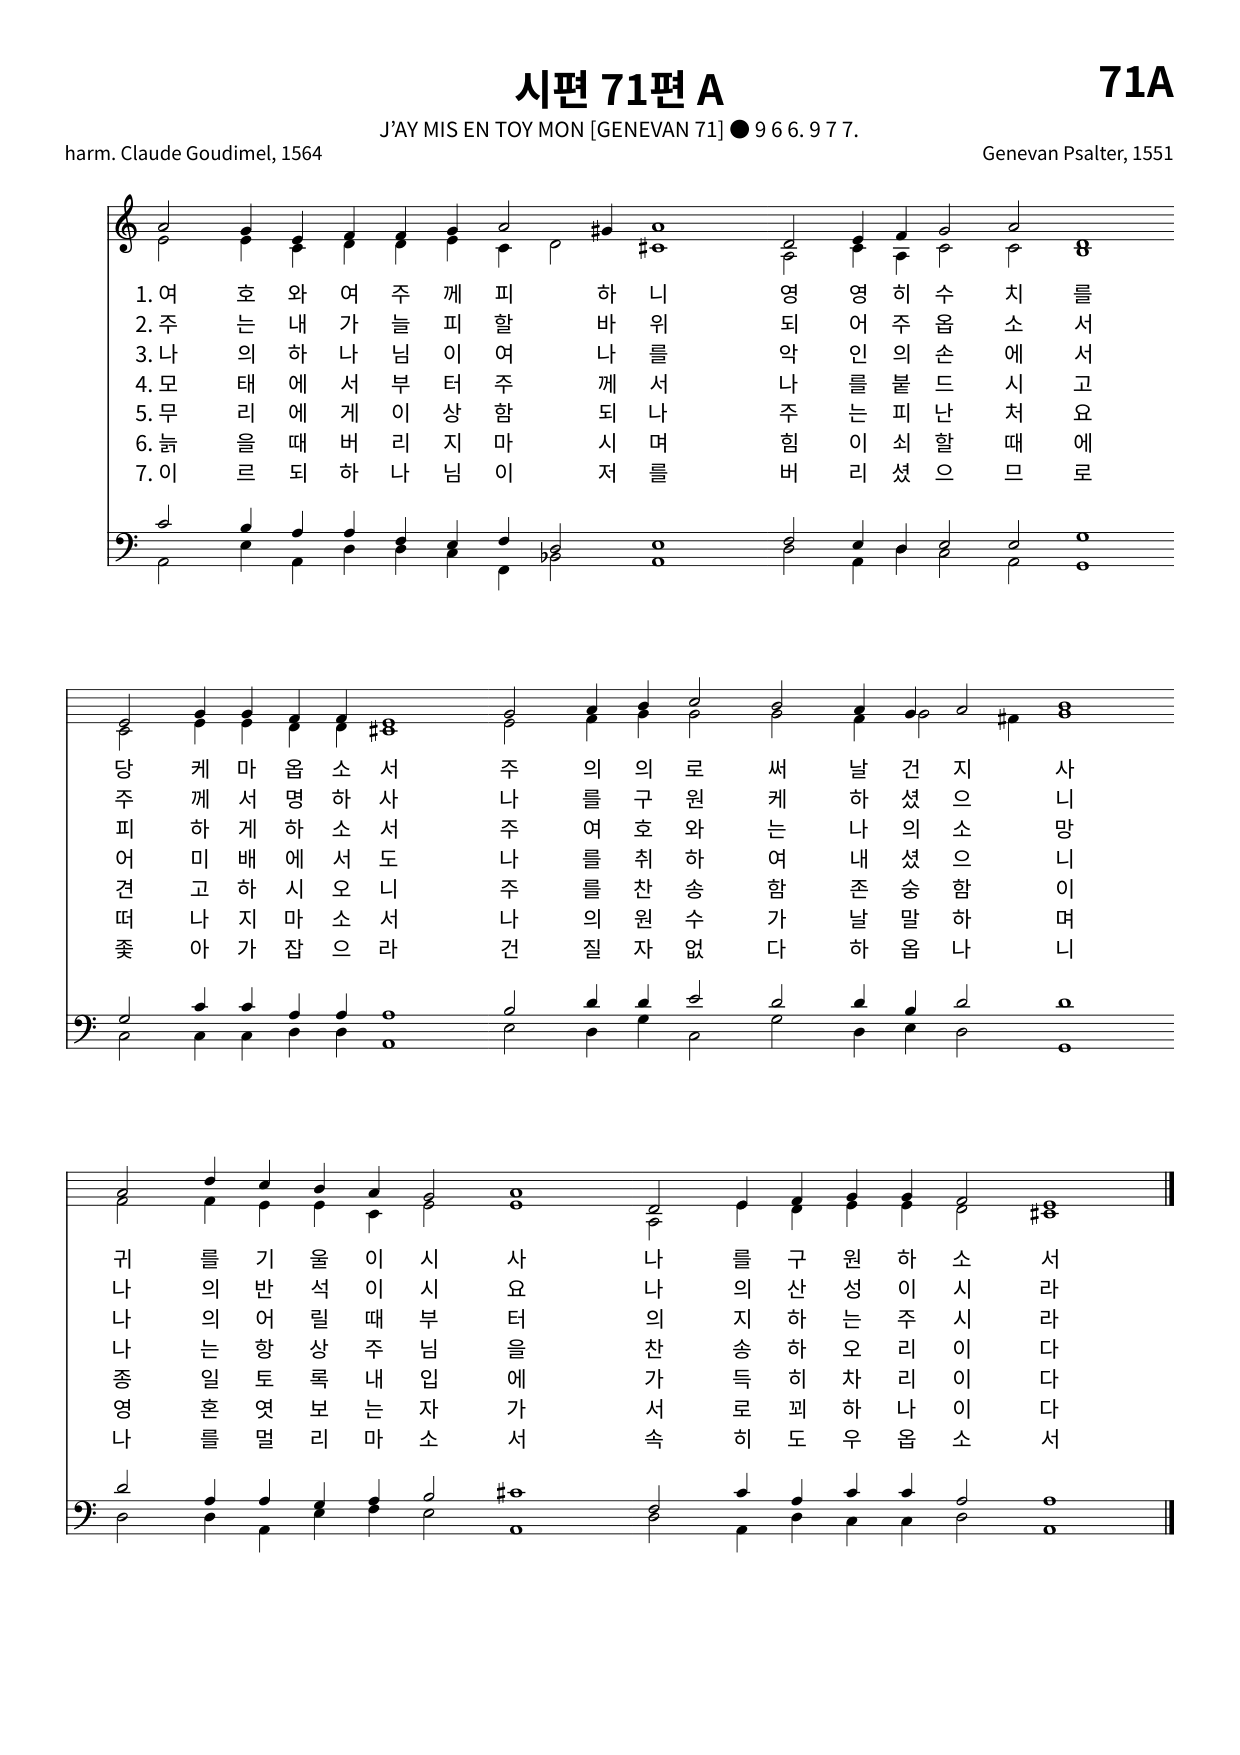 71A
시편 71편 A
J’AY MIS EN TOY MON [GENEVAN 71] ● 9 6 6. 9 7 7.
harm. Claude Goudimel, 1564
Genevan Psalter, 1551
1. 여 호 와 여 주 께 피 하 니 영 영 히 수 치 를
2. 주 는 내 가 늘 피 할 바 위 되 어 주 옵 소 서
3. 나 의 하 나 님 이 여 나 를 악 인 의 손 에 서
4. 모 태 에 서 부 터 주 께 서 나 를 붙 드 시 고
5. 무 리 에 게 이 상 함 되 나 주 는 피 난 처 요
6. 늙 을 때 버 리 지 마 시 며 힘 이 쇠 할 때 에
7. 이 르 되 하 나 님 이 저 를 버 리 셨 으 므 로
당 케 마 옵 소 서 주 의 의 로 써 날 건 지 사
주 께 서 명 하 사 나 를 구 원 케 하 셨 으 니
피 하 게 하 소 서 주 여 호 와 는 나 의 소 망
어 미 배 에 서 도 나 를 취 하 여 내 셨 으 니
견 고 하 시 오 니 주 를 찬 송 함 존 숭 함 이
떠 나 지 마 소 서 나 의 원 수 가 날 말 하 며
좇 아 가 잡 으 라 건 질 자 없 다 하 옵 나 니
귀 를 기 울 이 시 사 나 를 구 원 하 소 서
나 의 반 석 이 시 요 나 의 산 성 이 시 라
나 의 어 릴 때 부 터 의 지 하 는 주 시 라
나 는 항 상 주 님 을 찬 송 하 오 리 이 다
종 일 토 록 내 입 에 가 득 히 차 리 이 다
영 혼 엿 보 는 자 가 서 로 꾀 하 나 이 다
나 를 멀 리 마 소 서 속 히 도 우 옵 소 서